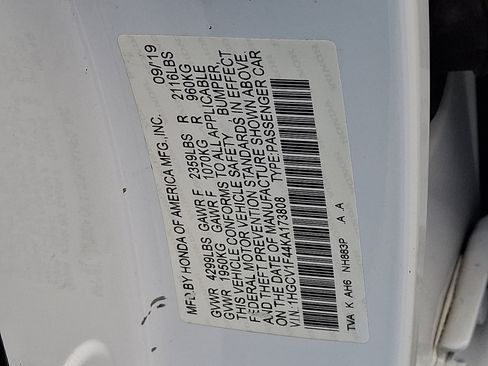 MFD. BY HONDA OF AMERICA MFG., INC. 09/19
GVWR 4299LBS GAWR F 2359LBS R 2116LBS
GVWR 1950KG GAWR F 1070KG R 960KG
THIS VEHICLE CONFORMS TO ALL APPLICABLE
FEDERAL MOTOR VEHICLE SAFETY, BUMPER,
AND THEFT PREVENTION STANDARDS IN EFFECT
ON THE DATE OF MANUFACTURE SHOWN ABOVE.
V.I.N.:1HGCV1F44KA173808 TYPE:PASSENGER CAR
TVA K AH6 NH883P A A